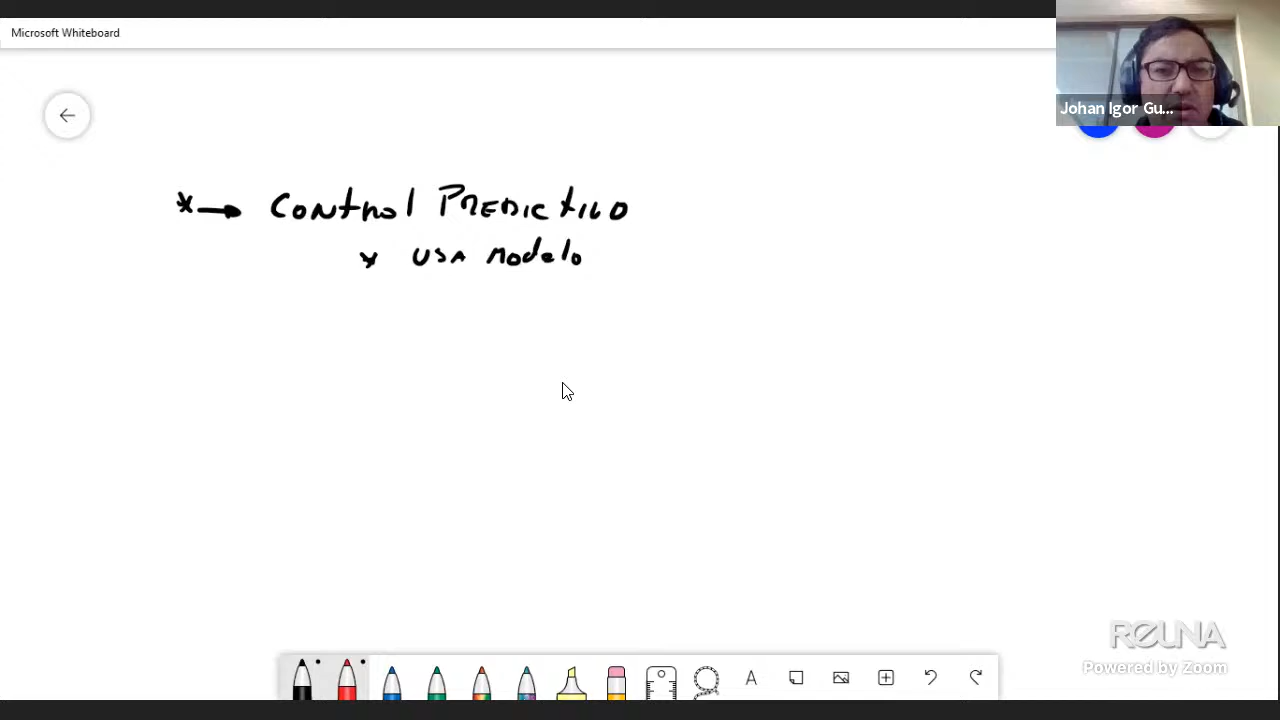 Microsoft Whiteboard
Johan Igor Gu...
*→ Control Predictivo
* usa modelo
A
REUNA
Powered by Zoom